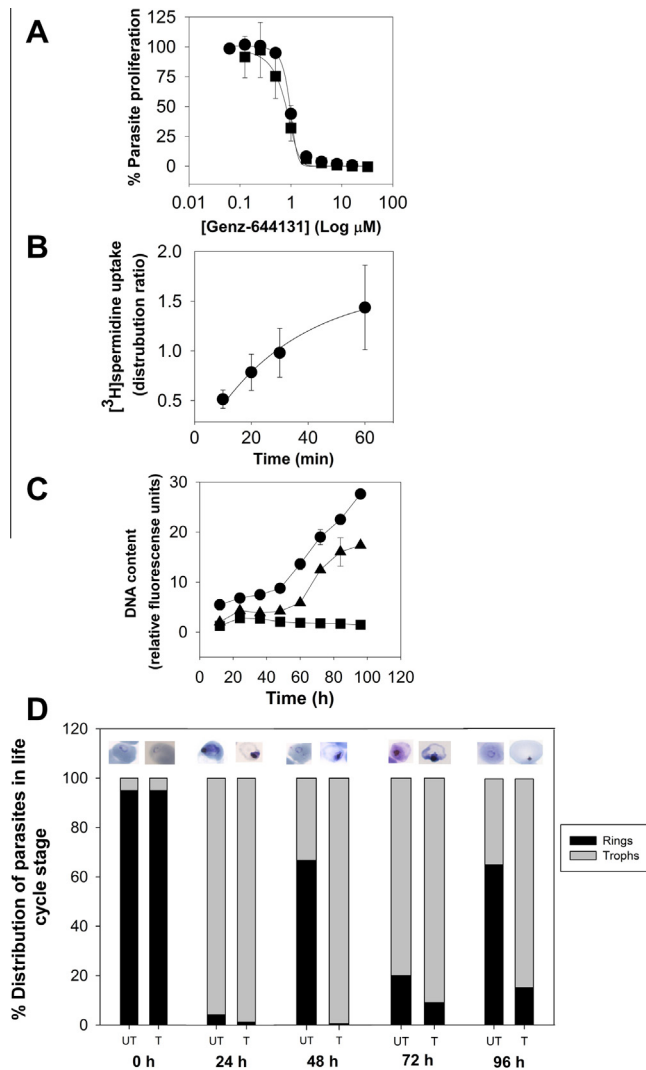 A
125
100
75
50
25
0
% Parasite proliferation
0.01 0.1 1 10 100
[Genz-644131] (Log μM)
B
2.0
1.5
1.0
0.5
[³H]spermidine uptake
(distrubution ratio)
0 20 40 60
Time (min)
C
30
20
10
0
DNA content
(relative fluorescense units)
0 20 40 60 80 100 120
Time (h)
D
120
100
80
60
40
20
0
% Distribution of parasites in life
cycle stage
Rings
Trophs
UT T UT T UT T UT T UT T
0 h 24 h 48 h 72 h 96 h